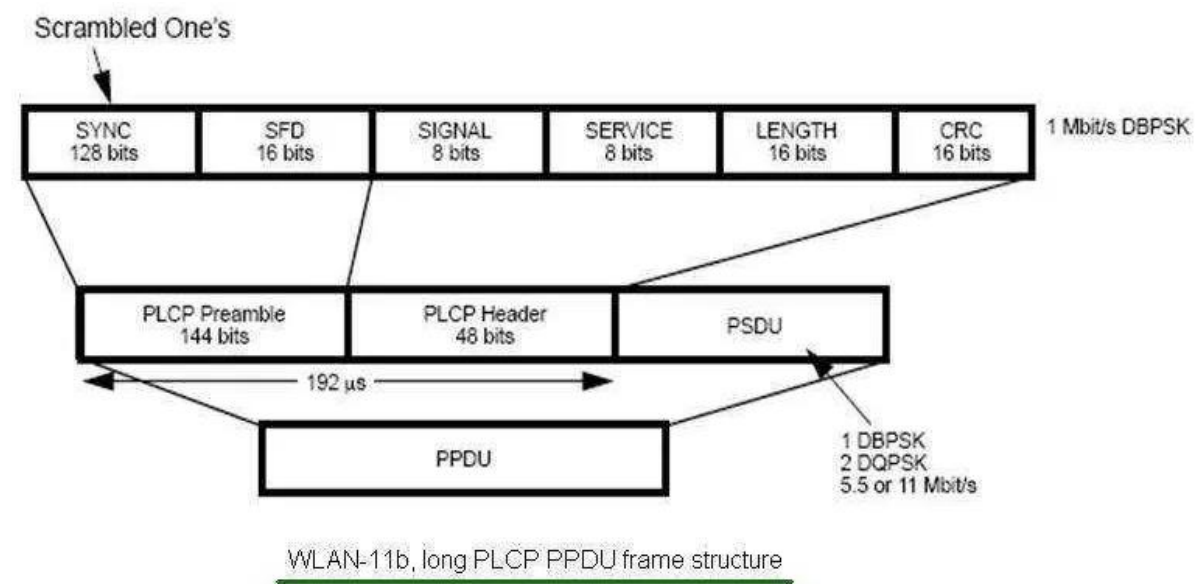 Scrambled One's
SYNC
128 bits
SFD
16 bits
SIGNAL
8 bits
SERVICE
8 bits
LENGTH
16 bits
CRC
16 bits
1 Mbit/s DBPSK
PLCP Preamble
144 bits
PLCP Header
48 bits
PSDU
192 μs
1 DBPSK
2 DQPSK
5.5 or 11 Mbit/s
PPDU
WLAN-11b, long PLCP PPDU frame structure